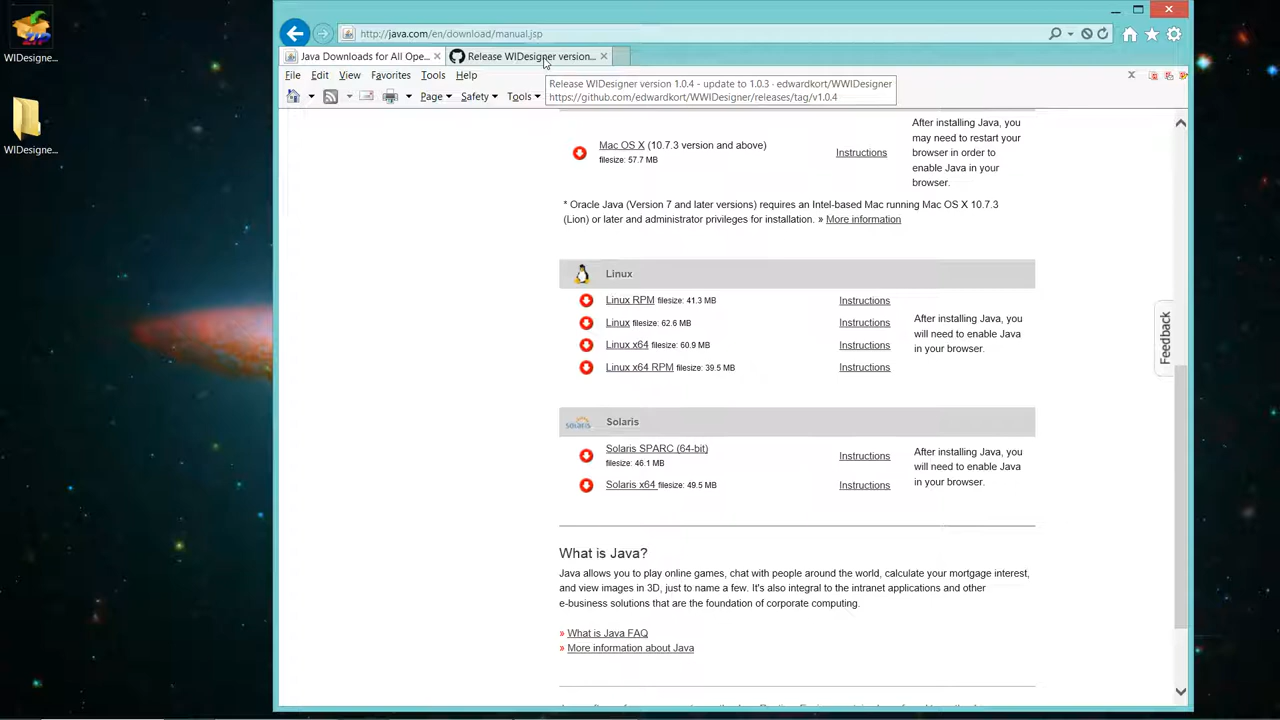 WIDesigne...
WIDesigne...
http://java.com/en/download/manual.jsp
Java Downloads for All Ope...
Release WIDesigner version...
File Edit View Favorites Tools Help
Page Safety Tools
Release WIDesigner version 1.0.4 - update to 1.0.3 - edwardkort/WWIDesigner
https://github.com/edwardkort/WWIDesigner/releases/tag/v1.0.4
Mac OS X (10.7.3 version and above)
filesize: 57.7 MB
Instructions
After installing Java, you
may need to restart your
browser in order to
enable Java in your
browser.
* Oracle Java (Version 7 and later versions) requires an Intel-based Mac running Mac OS X 10.7.3
(Lion) or later and administrator privileges for installation. » More information
Linux
Linux RPM filesize: 41.3 MB Instructions
Linux filesize: 62.6 MB Instructions
Linux x64 filesize: 60.9 MB Instructions
Linux x64 RPM filesize: 39.5 MB Instructions
After installing Java, you
will need to enable Java
in your browser.
Solaris
Solaris SPARC (64-bit)
filesize: 46.1 MB
Instructions
Solaris x64 filesize: 49.5 MB Instructions
After installing Java, you
will need to enable Java
in your browser.
What is Java?
Java allows you to play online games, chat with people around the world, calculate your mortgage interest,
and view images in 3D, just to name a few. It's also integral to the intranet applications and other
e-business solutions that are the foundation of corporate computing.
» What is Java FAQ
» More information about Java
Feedback